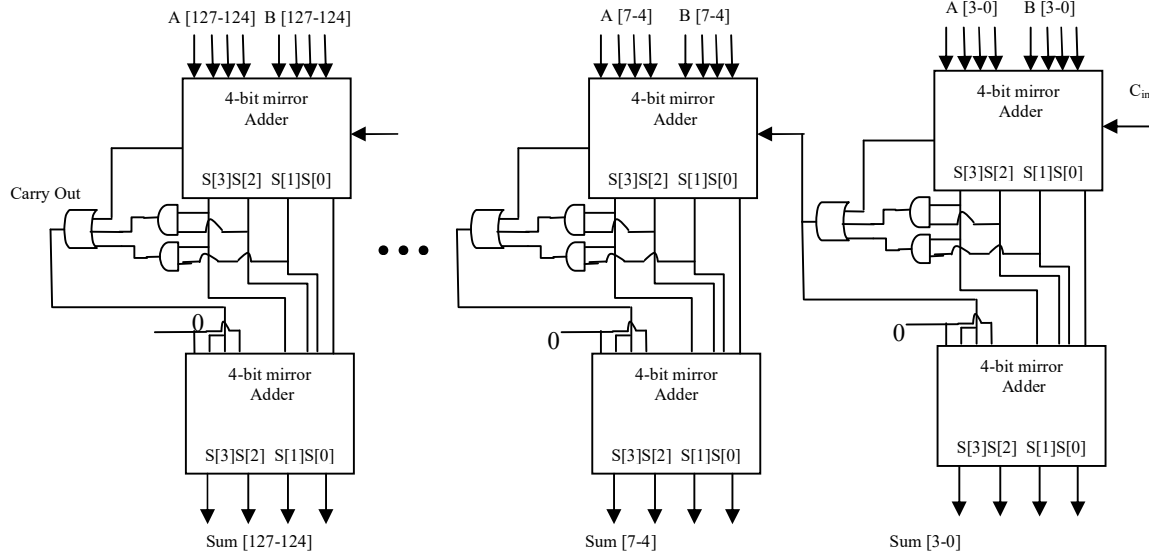 A [127-124] B [127-124]
A [7-4] B [7-4]
A [3-0] B [3-0]
4-bit mirror
Adder
4-bit mirror
Adder
4-bit mirror
Adder
C_in
S[3]S[2] S[1]S[0]
S[3]S[2] S[1]S[0]
S[3]S[2] S[1]S[0]
Carry Out
0
0
0
4-bit mirror
Adder
4-bit mirror
Adder
4-bit mirror
Adder
S[3]S[2] S[1]S[0]
S[3]S[2] S[1]S[0]
S[3]S[2] S[1]S[0]
Sum [127-124]
Sum [7-4]
Sum [3-0]